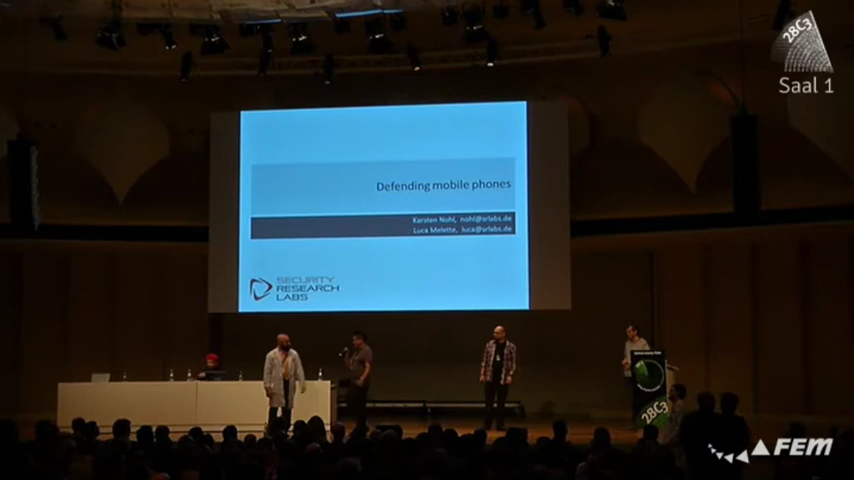 28C3
Saal 1
Defending mobile phones
Karsten Nohl, nohl@srlabs.de
Luca Melette, luca@srlabs.de
SECURITY
RESEARCH
LABS
28C3
FEM